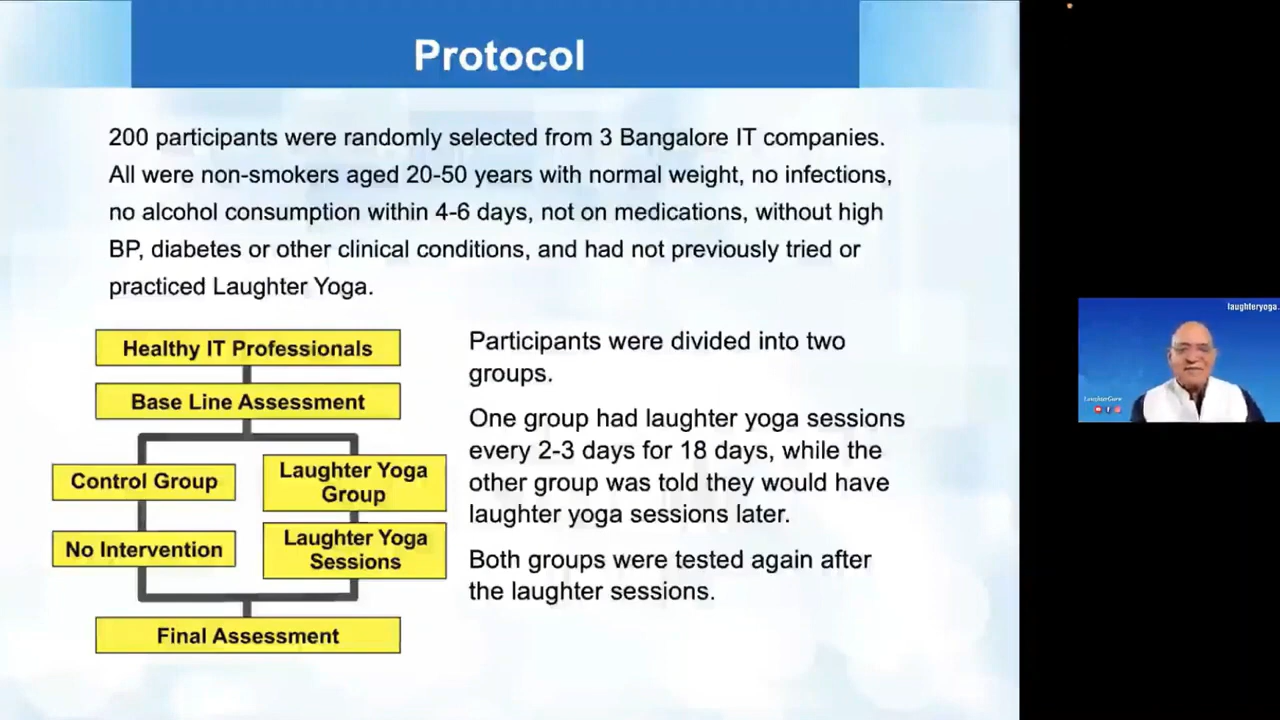 Protocol
200 participants were randomly selected from 3 Bangalore IT companies.
All were non-smokers aged 20-50 years with normal weight, no infections,
no alcohol consumption within 4-6 days, not on medications, without high
BP, diabetes or other clinical conditions, and had not previously tried or
practiced Laughter Yoga.
Healthy IT Professionals
Base Line Assessment
Control Group
Laughter Yoga
Group
No Intervention
Laughter Yoga
Sessions
Final Assessment
Participants were divided into two
groups.
One group had laughter yoga sessions
every 2-3 days for 18 days, while the
other group was told they would have
laughter yoga sessions later.
Both groups were tested again after
the laughter sessions.
laughteryoga.